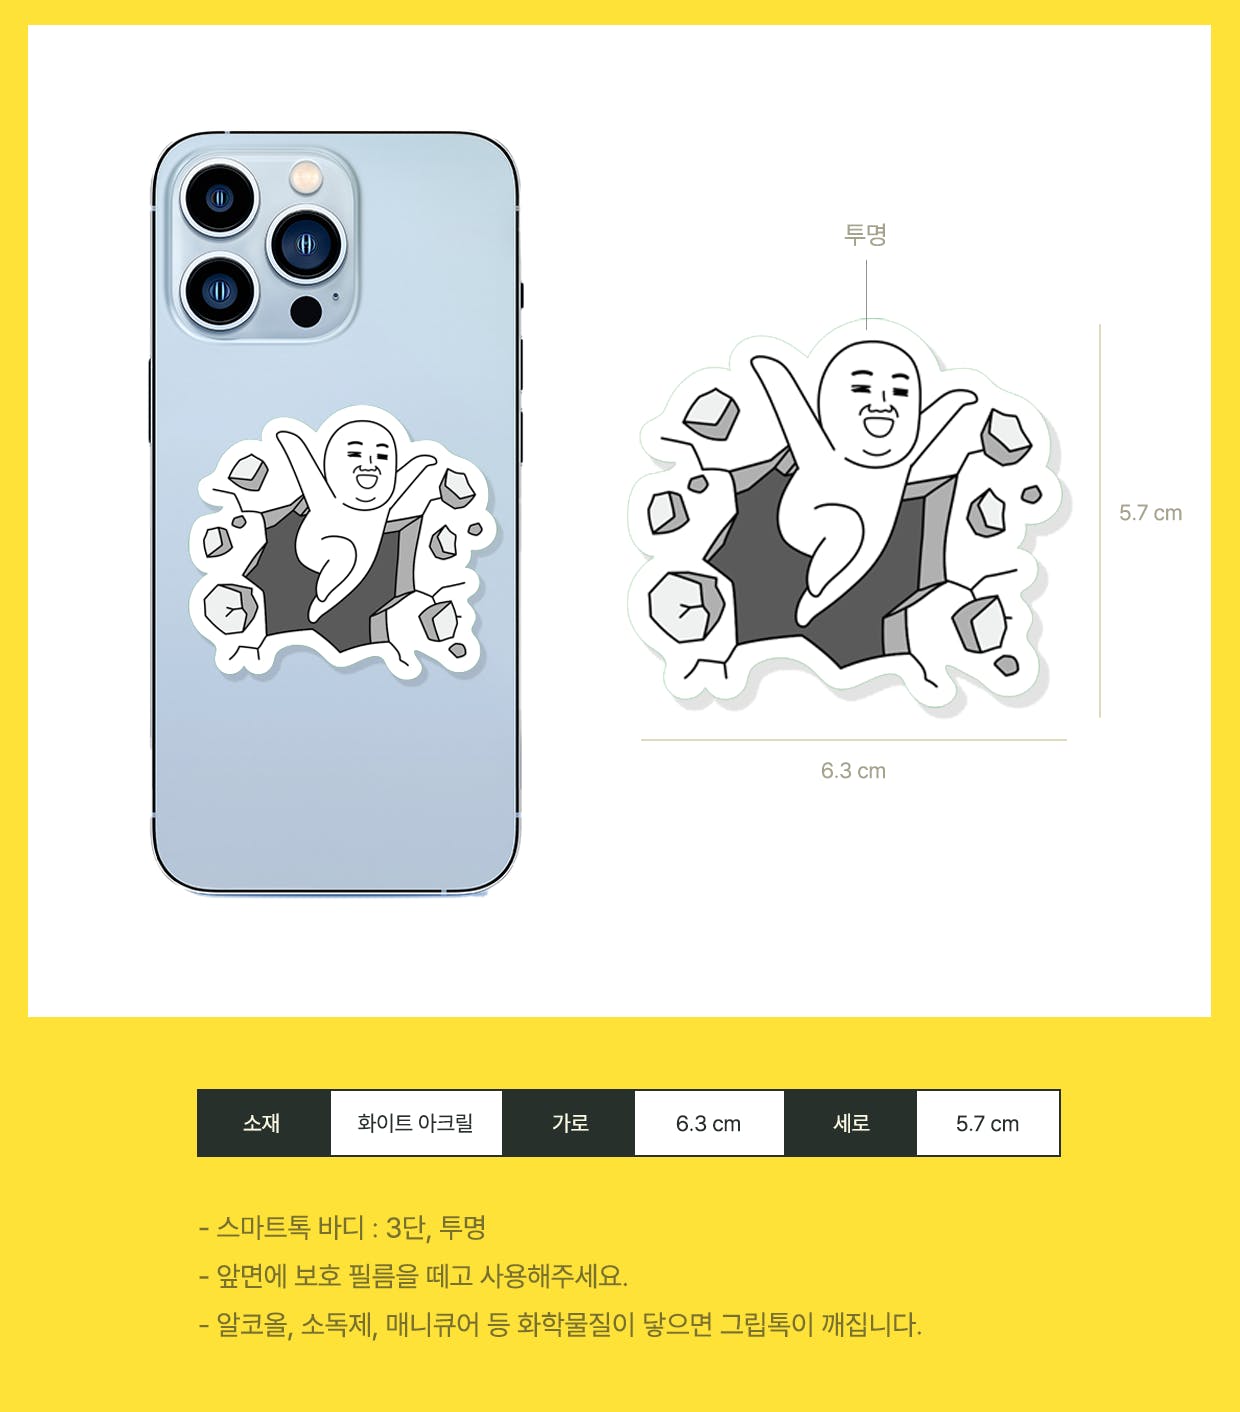 투명
5.7 cm
6.3 cm
소재 화이트 아크릴 가로 6.3 cm 세로 5.7 cm
- 스마트톡 바디 : 3단, 투명
- 앞면에 보호 필름을 떼고 사용해주세요.
- 알코올, 소독제, 매니큐어 등 화학물질이 닿으면 그립톡이 깨집니다.